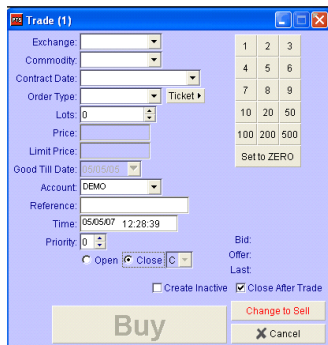 Trade (1)
Exchange:
1 2 3
Commodity:
4 5 6
Contract Date:
Order Type: Ticket
7 8 9
Lots: 0
10 20 50
Price:
100 200 500
Limit Price:
Set to ZERO
Good Till Date: 05/05/05
Account: DEMO
Reference:
Time: 05/05/07 12:28:39
Priority: 0
Bid:
Open Close C
Offer:
Last:
Create Inactive Close After Trade
Buy
Change to Sell
Cancel